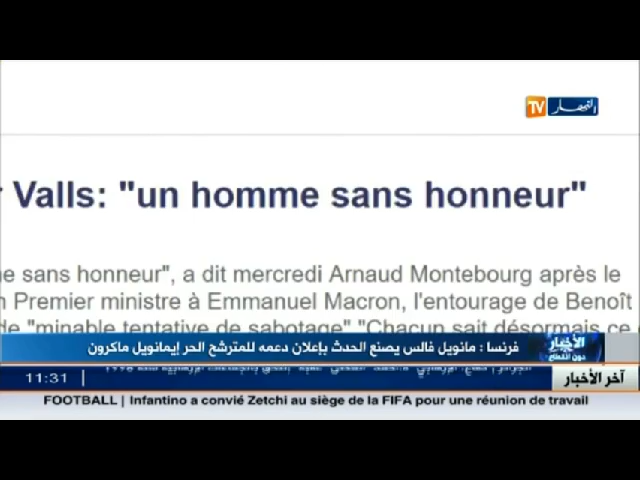 TV النهار
Valls: "un homme sans honneur"
sans honneur", a dit mercredi Arnaud Montebourg après le
Premier ministre à Emmanuel Macron, l'entourage de Benoît
de "minable tentative de sabotage" "Chacun sait désormais ce
فرنسا : مانويل فالس يصنع الحدث بإعلان دعمه للمترشح الحر إيمانويل ماكرون
الأخبار
دون انقطاع
11:31
آخر الأخبار
FOOTBALL | Infantino a convié Zetchi au siège de la FIFA pour une réunion de travail